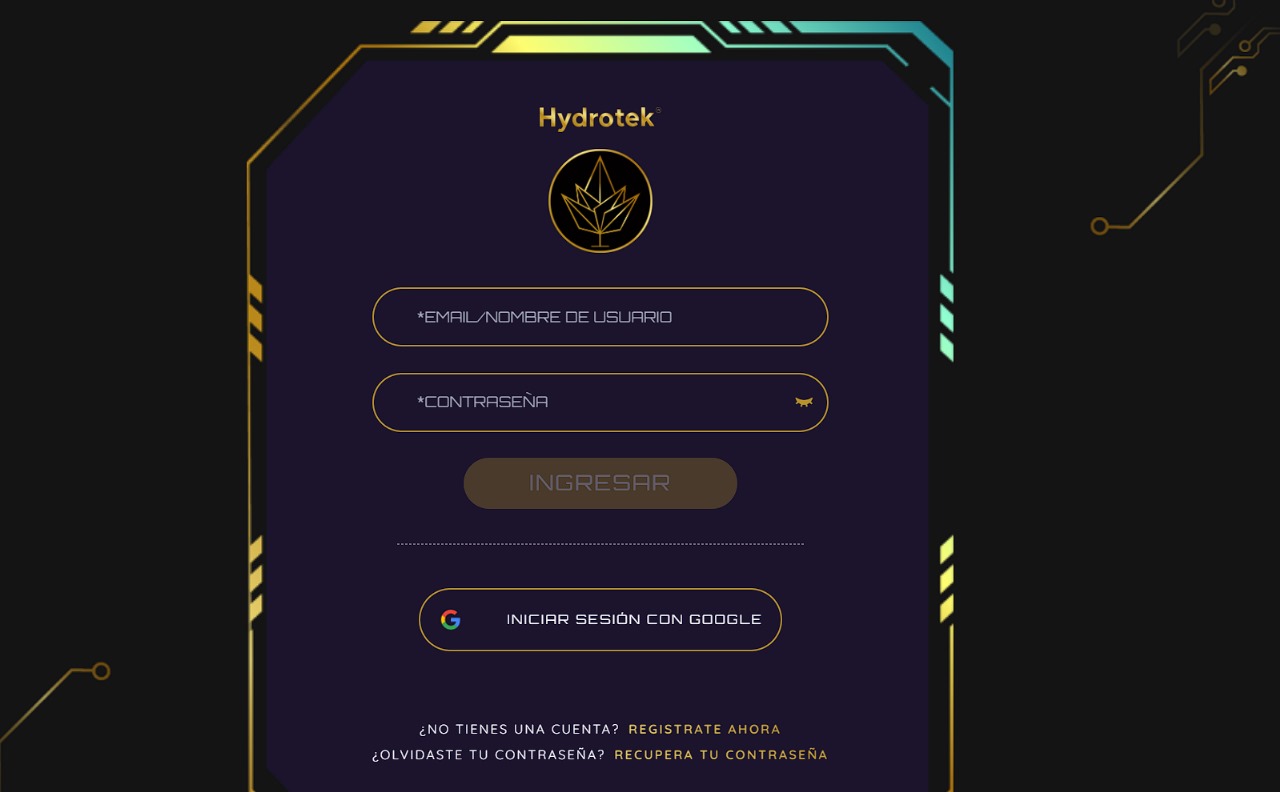 Hydrotek®
*EMAIL/NOMBRE DE USUARIO
*CONTRASEÑA
INGRESAR
INICIAR SESIÓN CON GOOGLE
¿NO TIENES UNA CUENTA? REGISTRATE AHORA
¿OLVIDASTE TU CONTRASEÑA? RECUPERA TU CONTRASEÑA